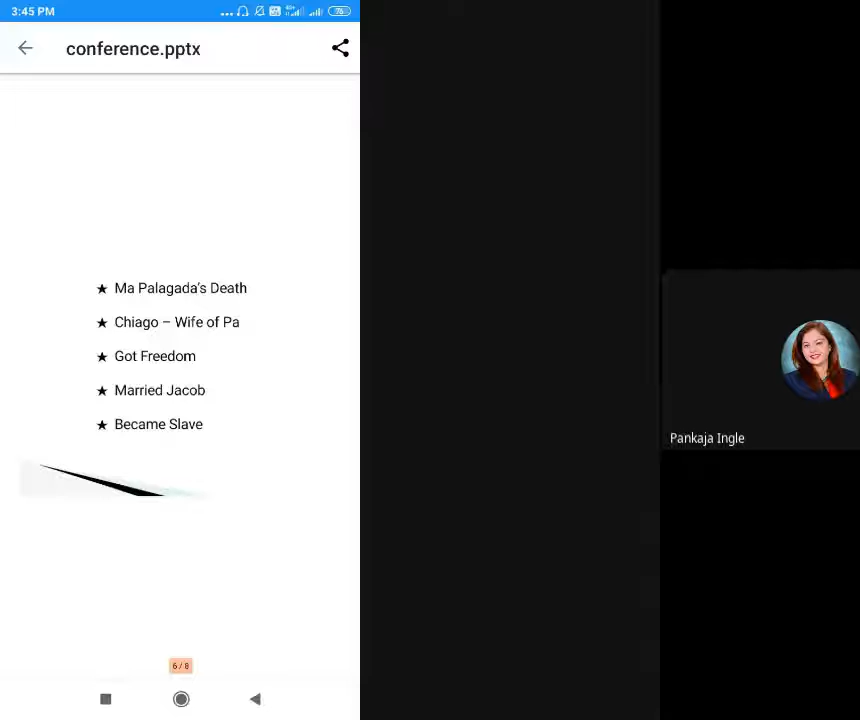 3:45 PM
76
conference.pptx
★ Ma Palagada's Death
★ Chiago – Wife of Pa
★ Got Freedom
★ Married Jacob
★ Became Slave
Pankaja Ingle
6 / 8